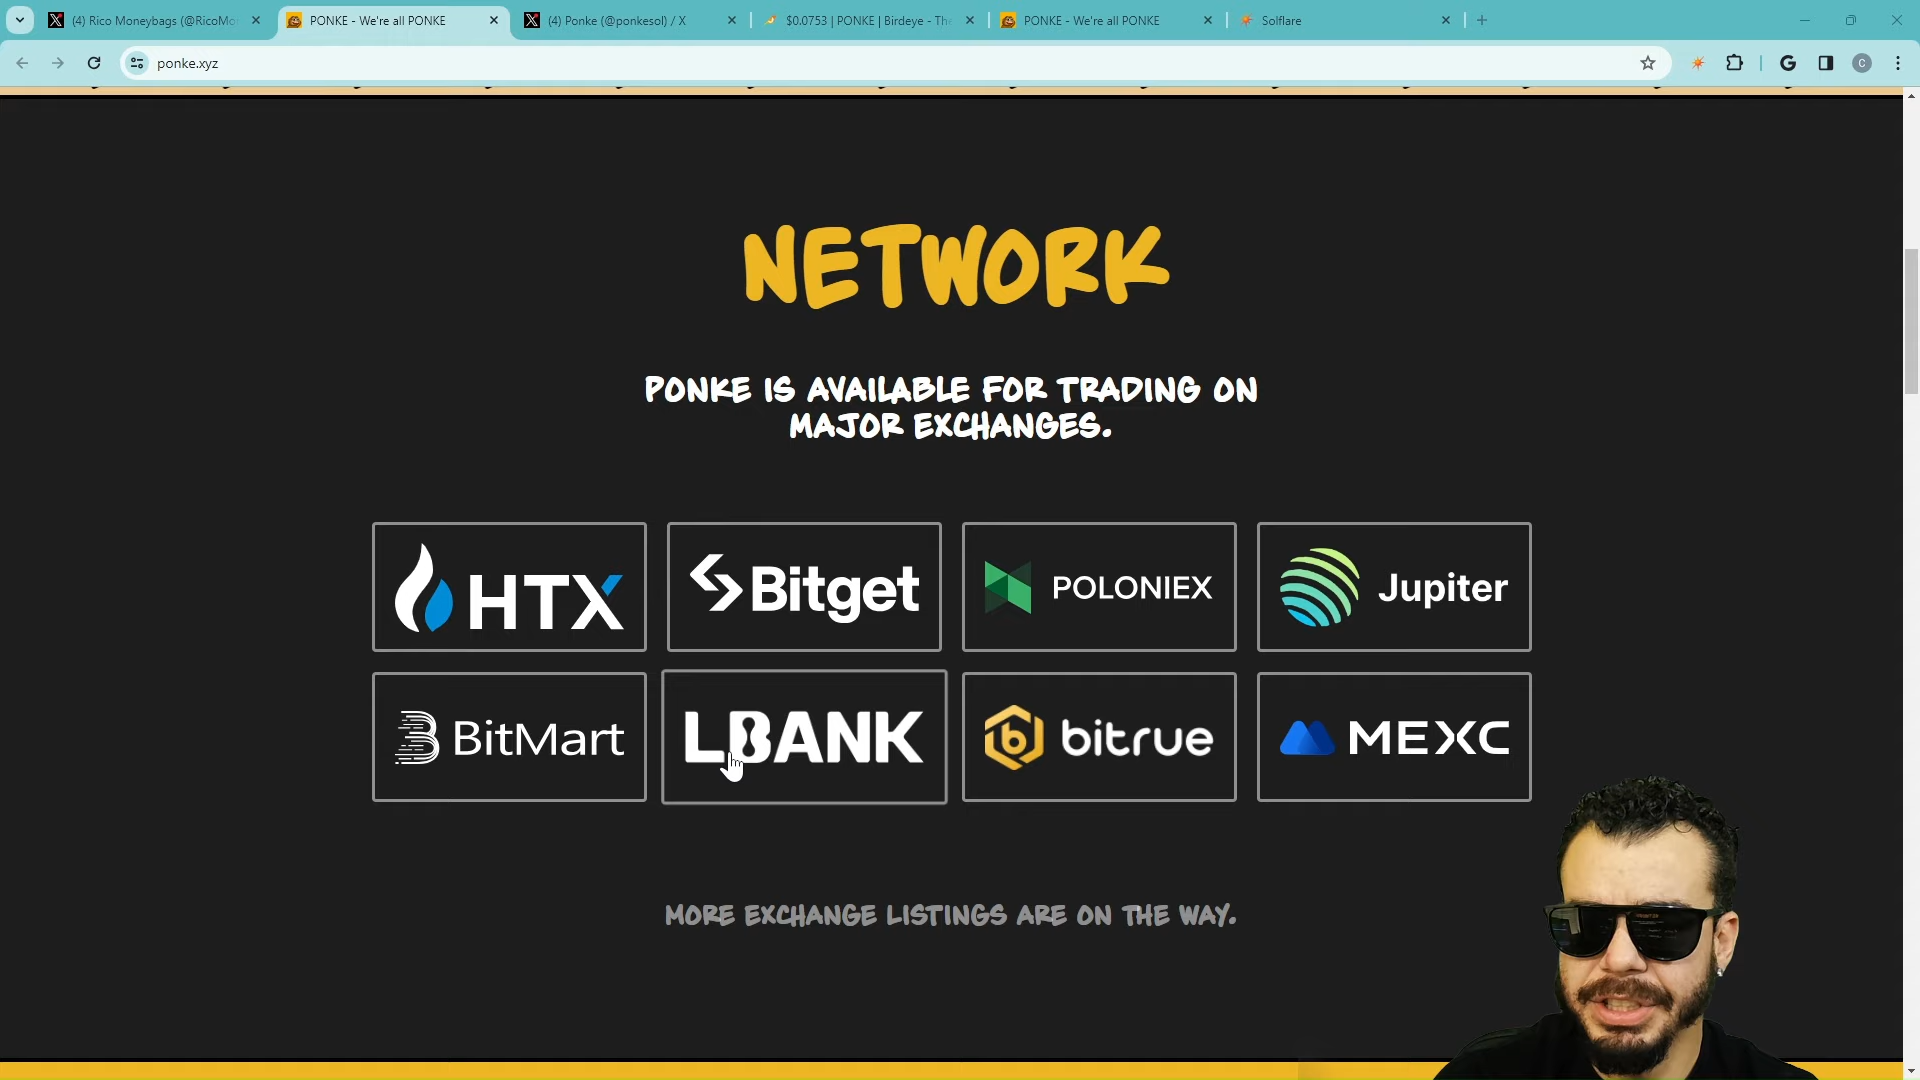 (4) Rico Moneybags (@RicoMo
PONKE - We're all PONKE
(4) Ponke (@ponkesol) / X
$0.0753 | PONKE | Birdeye - The
PONKE - We're all PONKE
Solflare
ponke.xyz
C
NETWORK
PONKE IS AVAILABLE FOR TRADING ON
MAJOR EXCHANGES.
HTX
Bitget
POLONIEX
Jupiter
BitMart
LBANK
bitrue
MEXC
MORE EXCHANGE LISTINGS ARE ON THE WAY.